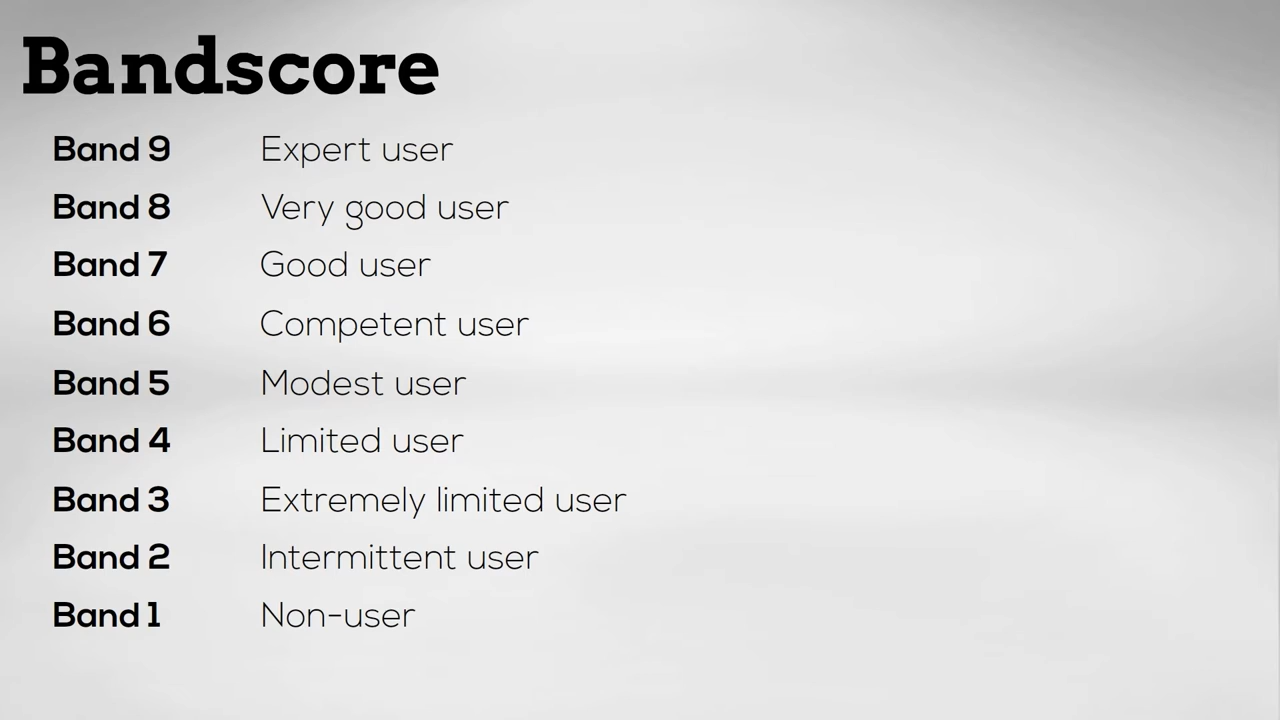 Bandscore
Band 9 Expert user
Band 8 Very good user
Band 7 Good user
Band 6 Competent user
Band 5 Modest user
Band 4 Limited user
Band 3 Extremely limited user
Band 2 Intermittent user
Band 1 Non-user